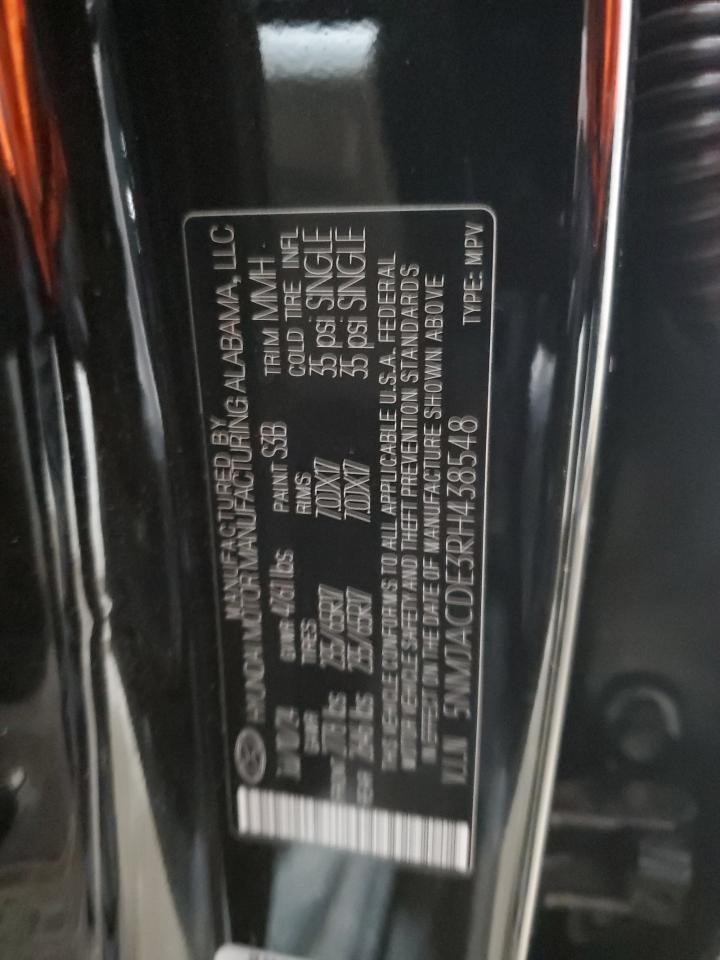 MANUFACTURED BY
HYUNDAI MOTOR MANUFACTURING ALABAMA, LLC
GVWR 4761 lbs PAINT S3B TRIM MMH
TIRES RIMS COLD TIRE INFL
235/65R17 7.0JX17 35 psi SINGLE
235/65R17 7.0JX17 35 psi SINGLE
THIS VEHICLE CONFORMS TO ALL APPLICABLE U.S.A. FEDERAL
MOTOR VEHICLE SAFETY AND THEFT PREVENTION STANDARDS
IN EFFECT ON THE DATE OF MANUFACTURE SHOWN ABOVE
V.I.N 5NMJACDE3RH438548
TYPE: MPV